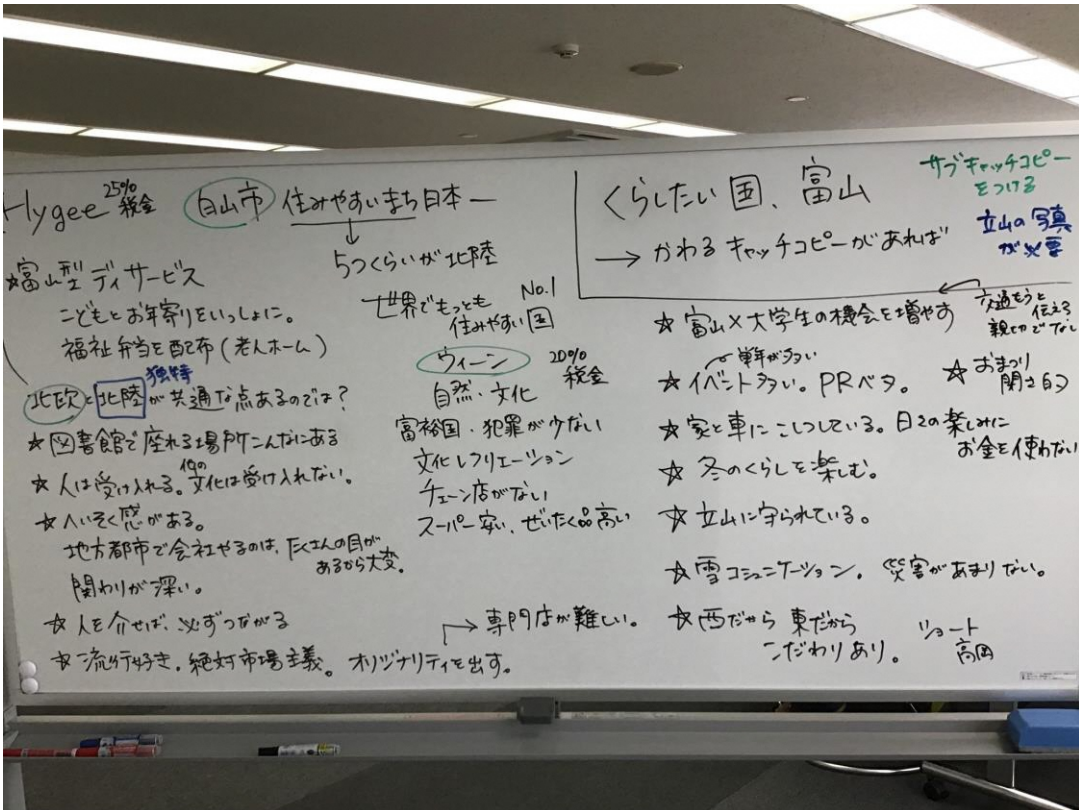 Hygee 25% 税金
白山市 住みやすいまち日本一
↓
5つくらいが北陸
☆富山型デイサービス
こどもとお年寄りをいっしょに。
福祉弁当を配布(老人ホーム)
独特
北欧と北陸が共通な点あるのでは?
☆図書館で座れる場所こんなにある
☆人は受け入れる。他の文化は受け入れない。
☆へいそく感がある。
地方都市で会社やるのは、たくさんの目が
あるから大変。
関わりが深い。
☆人を介せば、必ずつながる
☆流行好き。絶対市場主義。オリジナリティを出す。
→専門店が難しい。
世界でもっとも No.1
住みやすい国
ウィーン 20% 税金
自然・文化
富裕国・犯罪が少ない
文化レクリエーション
チェーン店がない
スーパー安い、ぜいたく品高い
くらしたい国、富山
→かわるキャッチコピーがあれば
サブキャッチコピー
をつける
立山の写真
が必要
☆富山×大学生の機会を増やす
交通もうと
伝える
親切でない
単年が多い
☆イベント多い。PRベタ。
☆おまつり
閉さ的
☆家と車にこしつしている。日々の楽しみに
お金を使わない
☆冬のくらしを楽しむ。
☆立山に守られている。
☆雪コミュニケーション。災害があまりない。
☆西だから東だから
こだわりあり。
ショート
高岡